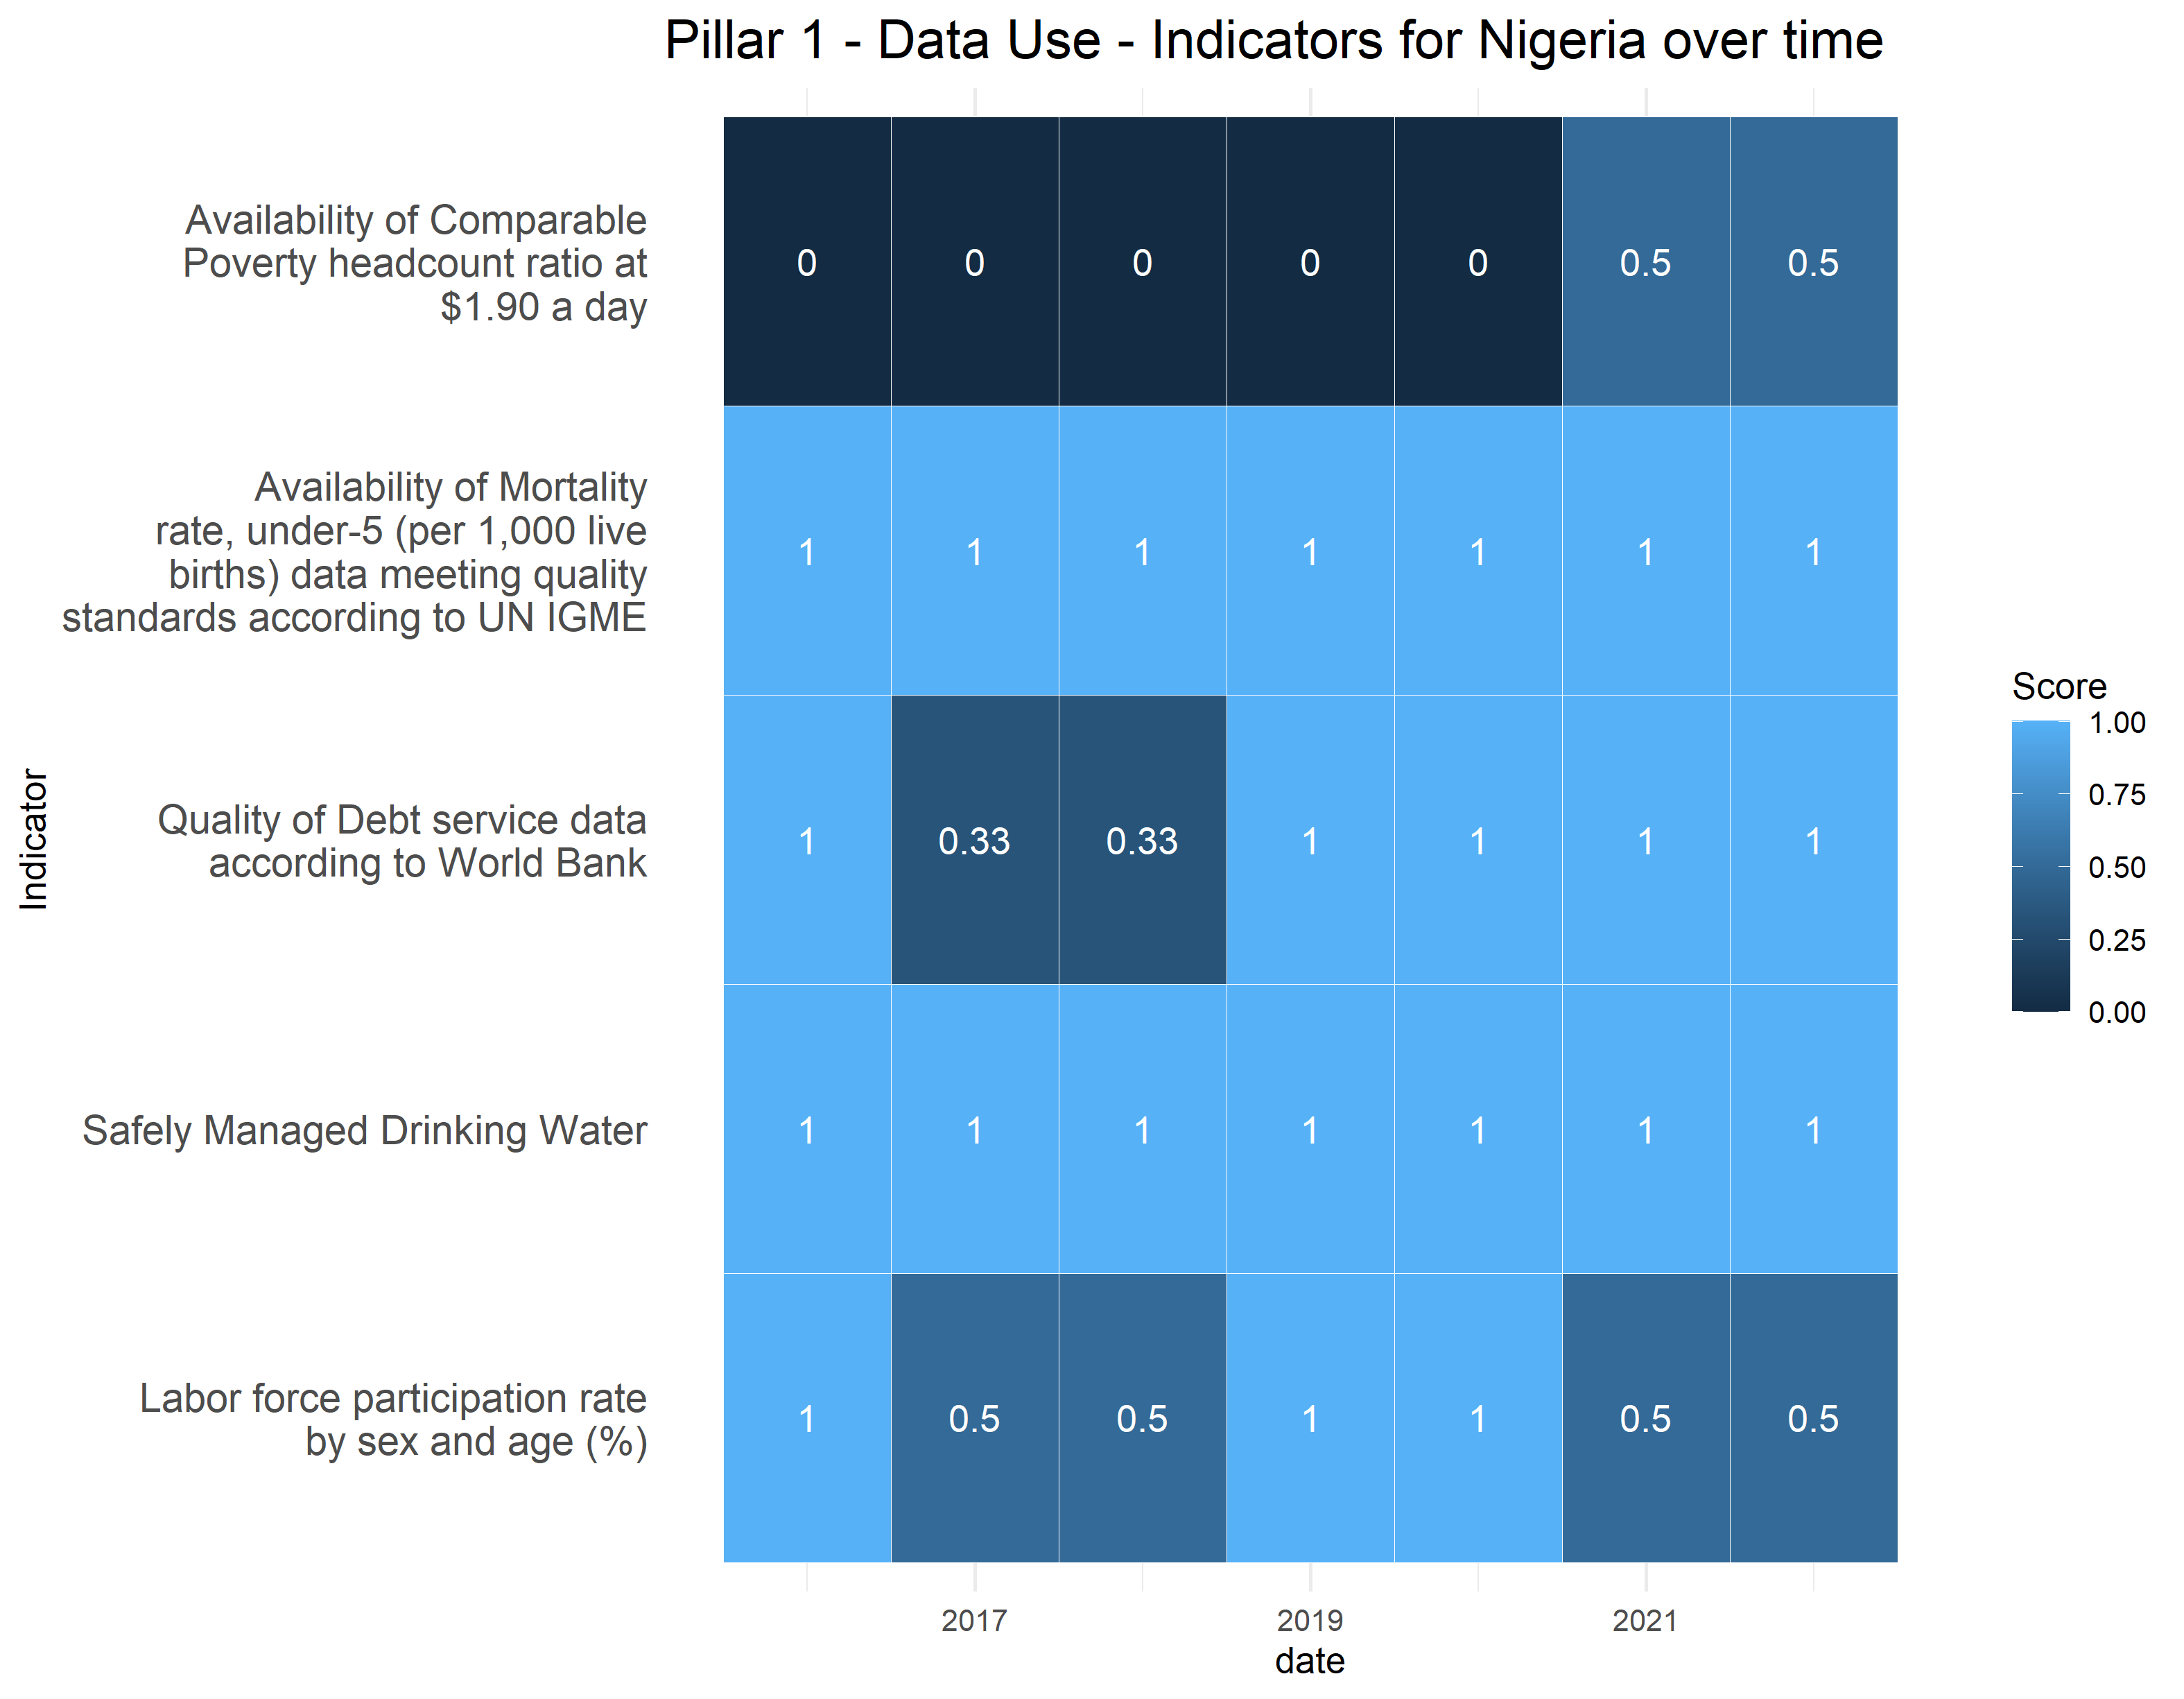 Pillar 1 - Data Use - Indicators for Nigeria over time
Indicator
Availability of Comparable
Poverty headcount ratio at
$1.90 a day
0 0 0 0 0 0.5 0.5
Availability of Mortality
rate, under-5 (per 1,000 live
births) data meeting quality
standards according to UN IGME
1 1 1 1 1 1 1
Quality of Debt service data
according to World Bank
1 0.33 0.33 1 1 1 1
Safely Managed Drinking Water
1 1 1 1 1 1 1
Labor force participation rate
by sex and age (%)
1 0.5 0.5 1 1 0.5 0.5
2017 2019 2021
date
Score
1.00
0.75
0.50
0.25
0.00